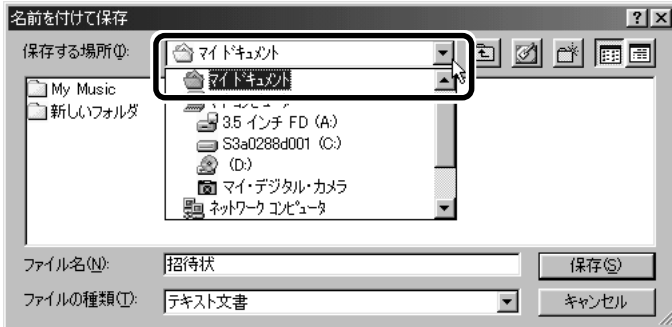 名前を付けて保存
保存する場所(I):
マイ ドキュメント
マイ ドキュメント
My Music
新しいフォルダ
3.5 インチ FD (A:)
S3a0288d001 (C:)
(D:)
マイ・デジタル・カメラ
ネットワーク コンピュータ
ファイル名(N):
招待状
保存(S)
ファイルの種類(T):
テキスト文書
キャンセル